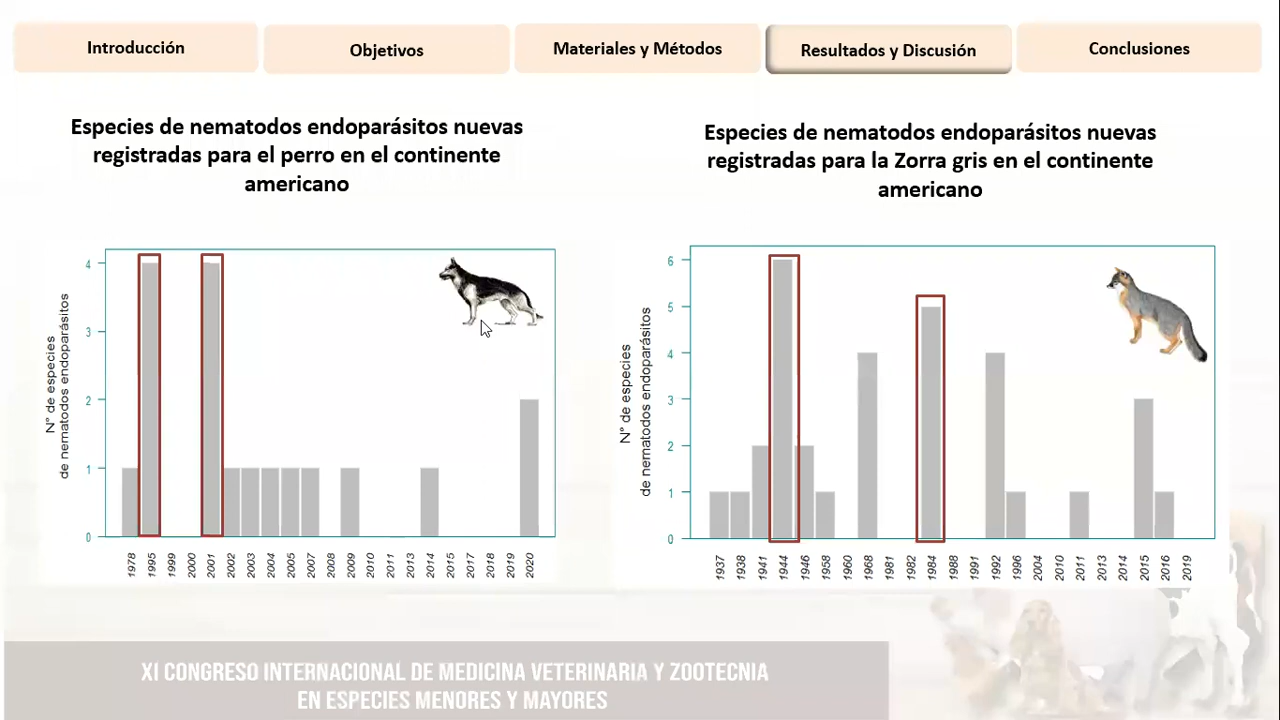 Introducción
Objetivos
Materiales y Métodos
Resultados y Discusión
Conclusiones
Especies de nematodos endoparásitos nuevas
registradas para el perro en el continente
americano
N° de especies
de nematodos endoparásitos
4
3
2
1
0
1978 1995 1999 2000 2001 2002 2003 2004 2005 2007 2008 2009 2010 2011 2013 2014 2015 2017 2018 2019 2020
Especies de nematodos endoparásitos nuevas
registradas para la Zorra gris en el continente
americano
N° de especies
de nematodos endoparásitos
6
5
4
3
2
1
0
1937 1938 1941 1944 1946 1958 1960 1968 1981 1982 1984 1988 1991 1992 1996 2004 2010 2011 2013 2014 2015 2016 2019
XI CONGRESO INTERNACIONAL DE MEDICINA VETERINARIA Y ZOOTECNIA
EN ESPECIES MENORES Y MAYORES